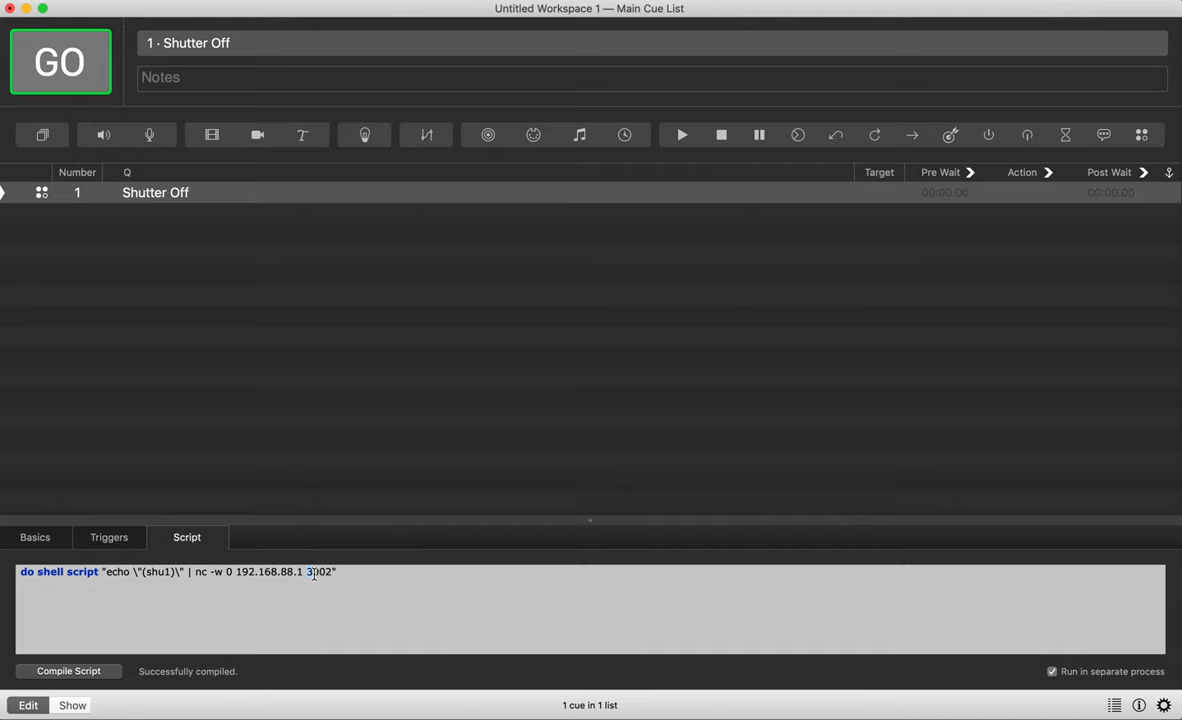 Untitled Workspace 1 — Main Cue List
GO
1 · Shutter Off
Notes
Number Q Target Pre Wait Action Post Wait
1 Shutter Off 00:00.00 00:00.00
Basics Triggers Script
do shell script "echo \"(shu1)\" | nc -w 0 192.168.88.1 3002"
Compile Script Successfully compiled. Run in separate process
Edit Show 1 cue in 1 list